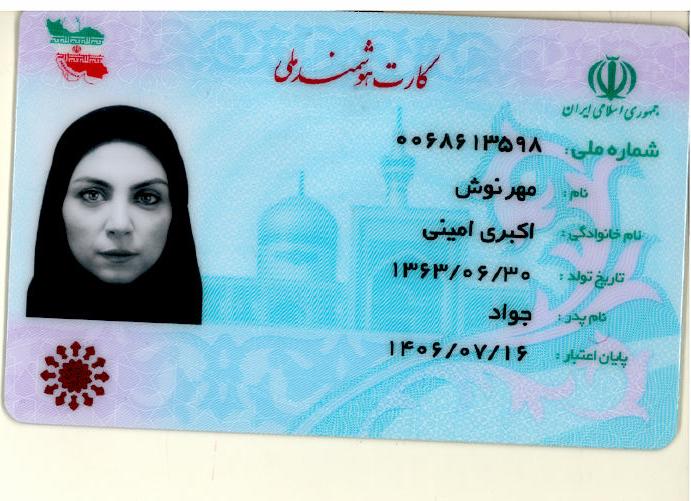 کارت هوشمند ملی
جمهوری اسلامی ایران
شماره ملی: ۰۰۶۸۶۱۳۵۹۸
نام: مهرنوش
نام خانوادگی: اکبری امینی
تاریخ تولد: ۱۳۶۳/۰۶/۳۰
نام پدر: جواد
پایان اعتبار: ۱۴۰۶/۰۷/۱۶